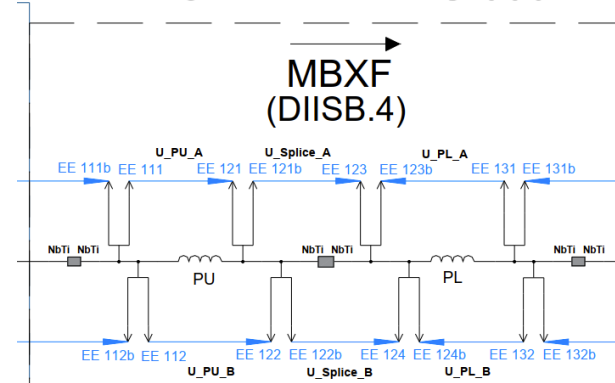 MBXF
(DIISB.4)
U_PU_A U_Splice_A U_PL_A
EE 111b EE 111 EE 121 EE 121b EE 123 EE 123b EE 131 EE 131b
NbTi NbTi NbTi NbTi NbTi NbTi
PU PL
EE 112b EE 112 EE 122 EE 122b EE 124 EE 124b EE 132 EE 132b
U_PU_B U_Splice_B U_PL_B